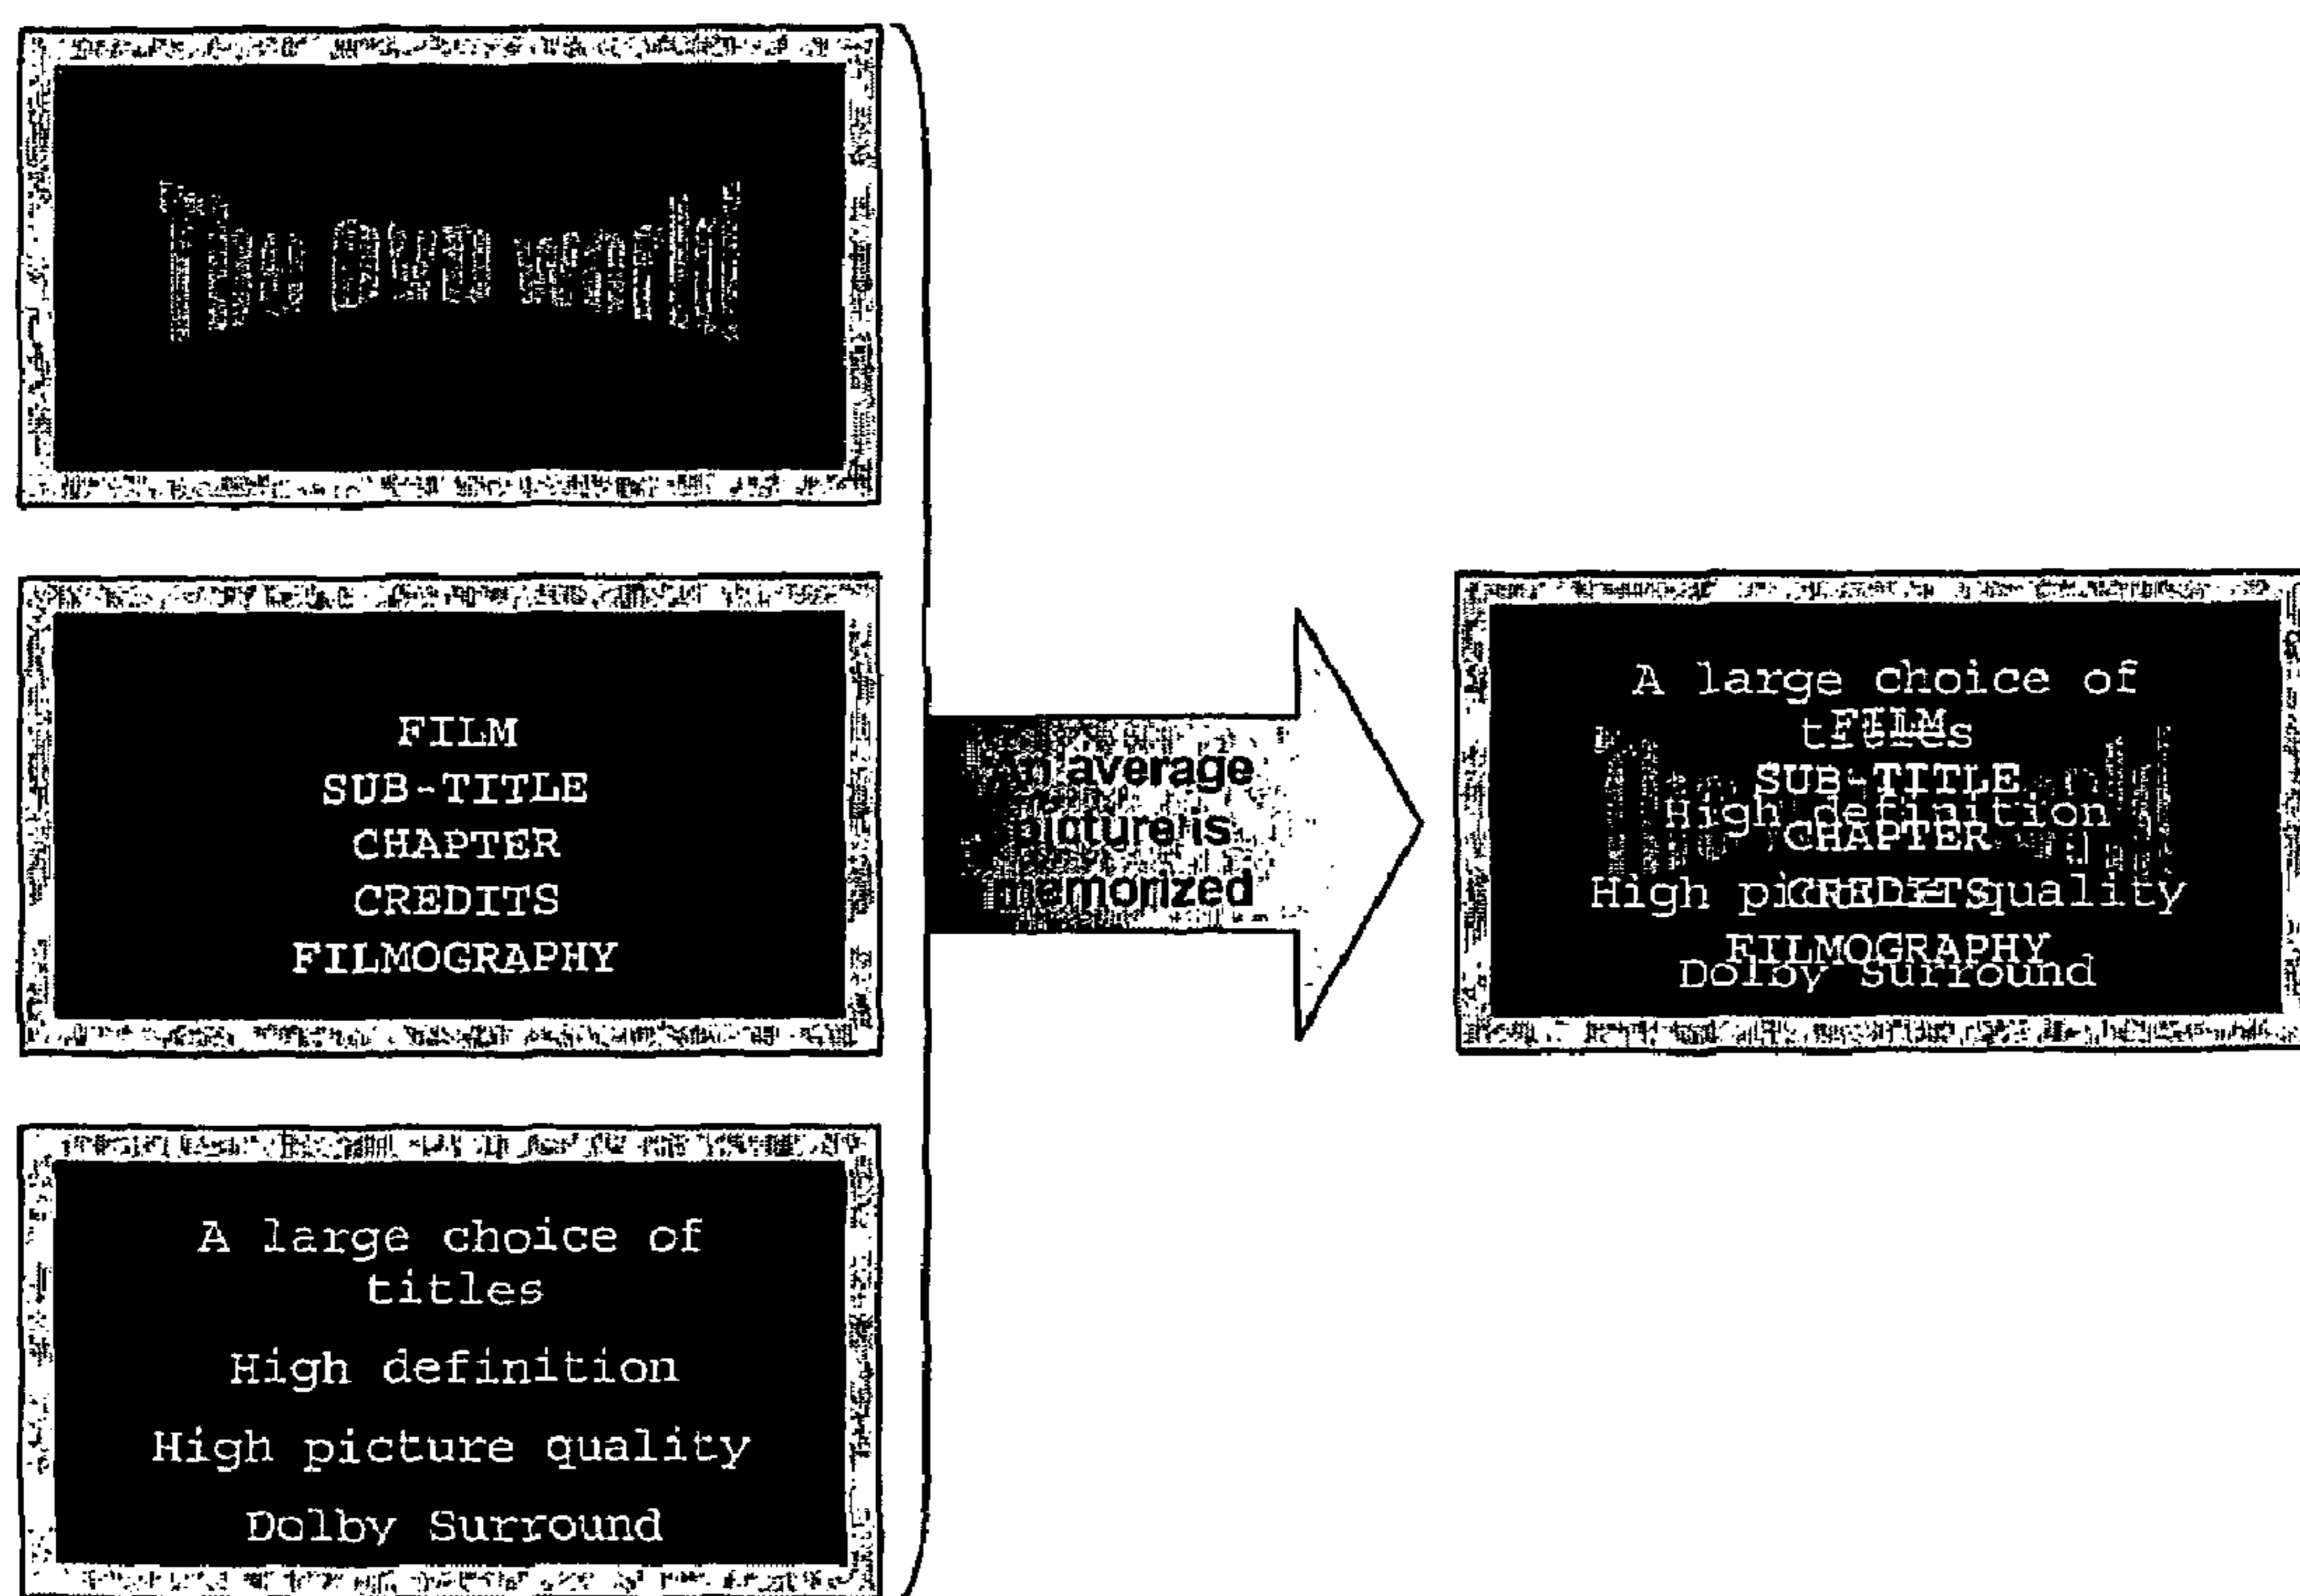 The DVD world
FILM
SUB-TITLE
CHAPTER
CREDITS
FILMOGRAPHY
A large choice of
titles
High definition
High picture quality
Dolby Surround
An average
picture is
memorized
A large choice of
FILM
titles
SUB-TITLE
High definition
CHAPTER
High picture quality
CREDITS
FILMOGRAPHY
Dolby Surround